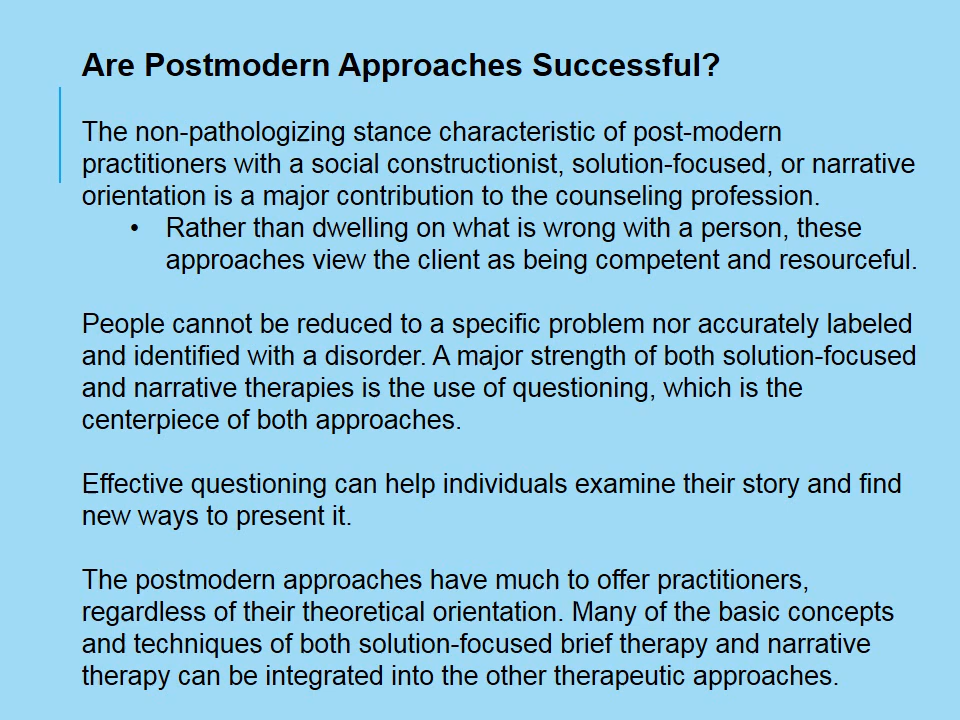 Are Postmodern Approaches Successful?
The non-pathologizing stance characteristic of post-modern
practitioners with a social constructionist, solution-focused, or narrative
orientation is a major contribution to the counseling profession.
• Rather than dwelling on what is wrong with a person, these
approaches view the client as being competent and resourceful.
People cannot be reduced to a specific problem nor accurately labeled
and identified with a disorder. A major strength of both solution-focused
and narrative therapies is the use of questioning, which is the
centerpiece of both approaches.
Effective questioning can help individuals examine their story and find
new ways to present it.
The postmodern approaches have much to offer practitioners,
regardless of their theoretical orientation. Many of the basic concepts
and techniques of both solution-focused brief therapy and narrative
therapy can be integrated into the other therapeutic approaches.